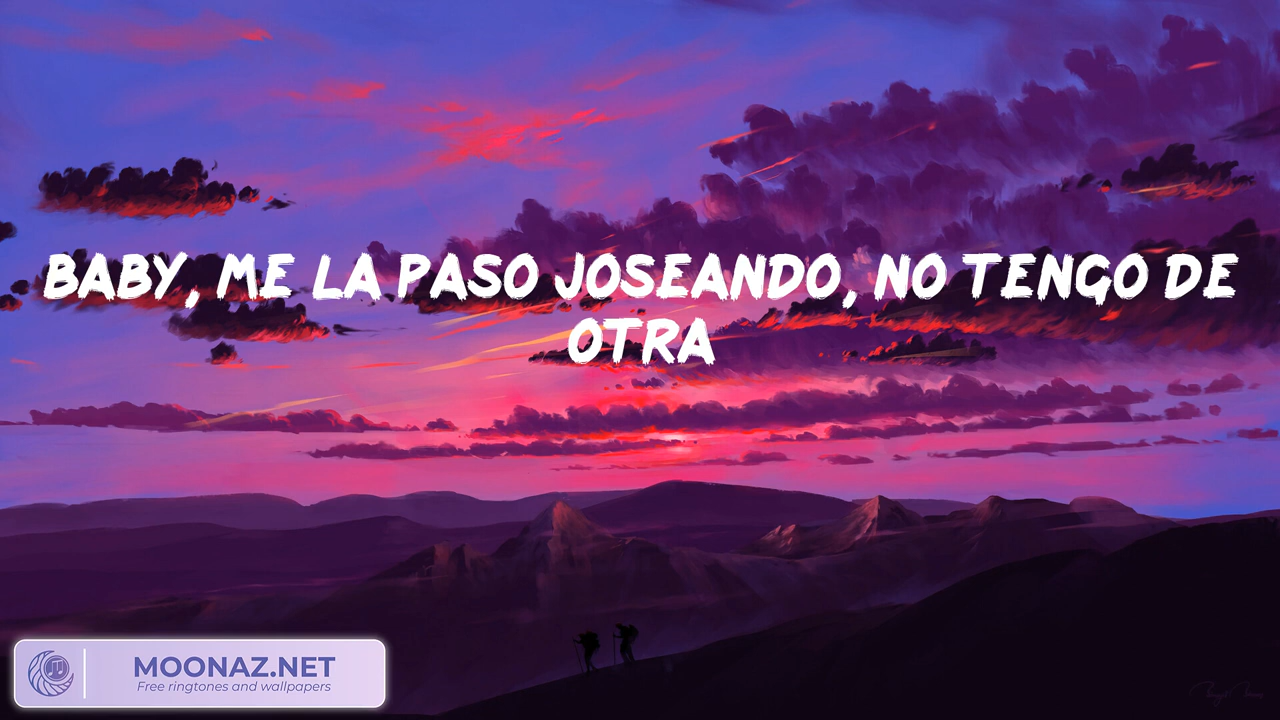 BABY, ME LA PASO JOSEANDO, NO TENGO DE
OTRA
MOONAZ.NET
Free ringtones and wallpapers